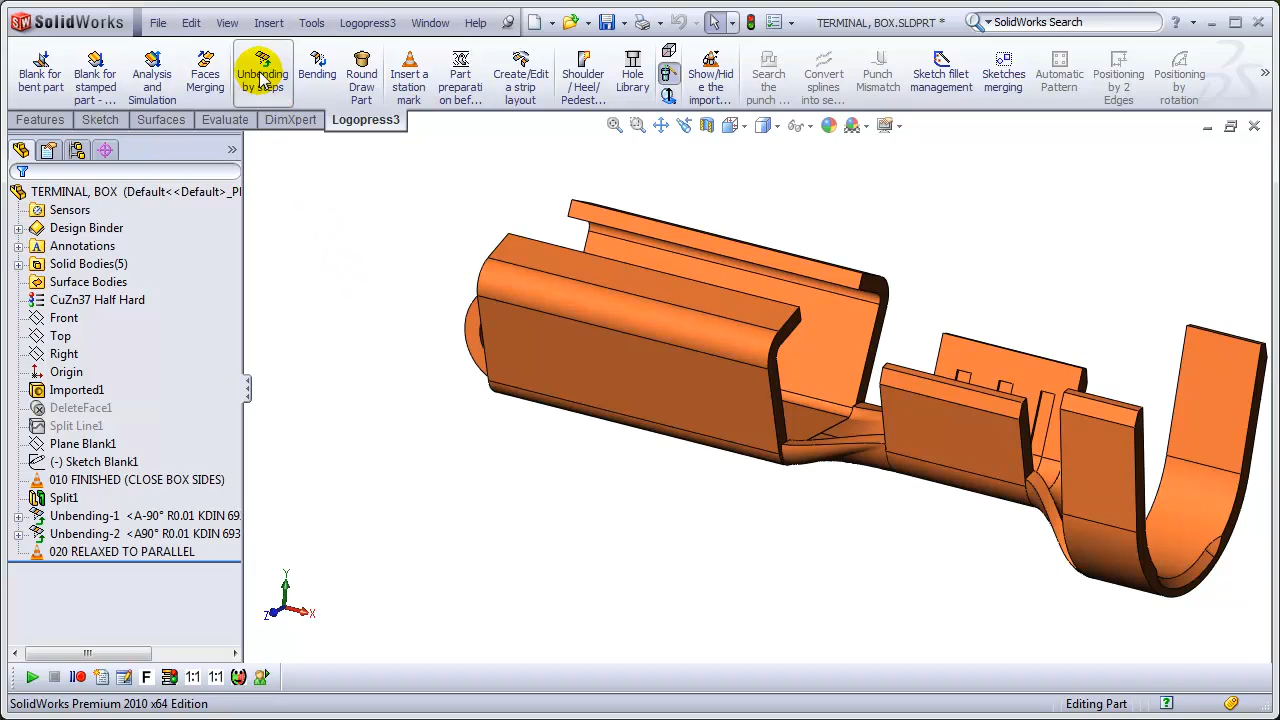 SolidWorks File Edit View Insert Tools Logopress3 Window Help TERMINAL, BOX.SLDPRT * SolidWorks Search
Blank for bent part
Blank for stamped part - ...
Analysis and Simulation
Faces Merging
Unbending by steps
Bending
Round Draw Part
Insert a station mark
Part preparati on bef...
Create/Edit a strip layout
Shoulder / Heel / Pedest...
Hole Library
Show/Hid e the import...
Search the punch ...
Convert splines into se...
Punch Mismatch
Sketch fillet management
Sketches merging
Automatic Pattern
Positioning by 2 Edges
Positioning by rotation
Features Sketch Surfaces Evaluate DimXpert Logopress3
TERMINAL, BOX (Default<<Default>_Pl
Sensors
Design Binder
Annotations
Solid Bodies(5)
Surface Bodies
CuZn37 Half Hard
Front
Top
Right
Origin
Imported1
DeleteFace1
Split Line1
Plane Blank1
(-) Sketch Blank1
010 FINISHED (CLOSE BOX SIDES)
Split1
Unbending-1 <A-90° R0.01 KDIN 69
Unbending-2 <A90° R0.01 KDIN 693
020 RELAXED TO PARALLEL
Y
Z X
F 1:1 1:1
SolidWorks Premium 2010 x64 Edition Editing Part